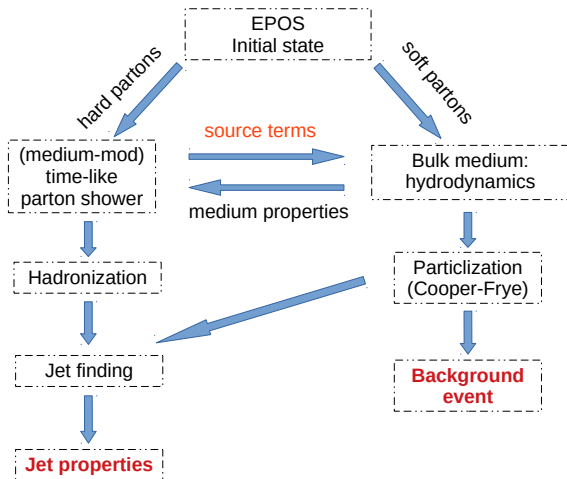 EPOS
Initial state
hard partons
soft partons
source terms
(medium-mod)
time-like
parton shower
Bulk medium:
hydrodynamics
medium properties
Hadronization
Particlization
(Cooper-Frye)
Jet finding
Background
event
Jet properties